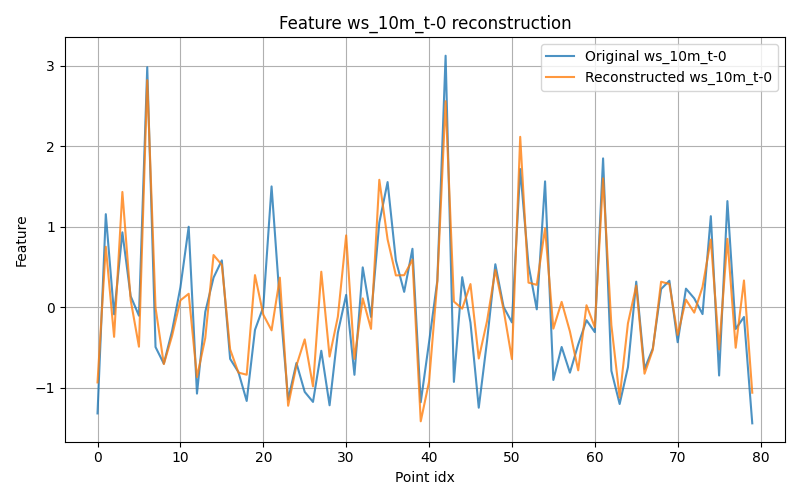 Feature ws_10m_t-0 reconstruction
Original ws_10m_t-0
Reconstructed ws_10m_t-0
Feature
3
2
1
0
−1
0 10 20 30 40 50 60 70 80
Point idx